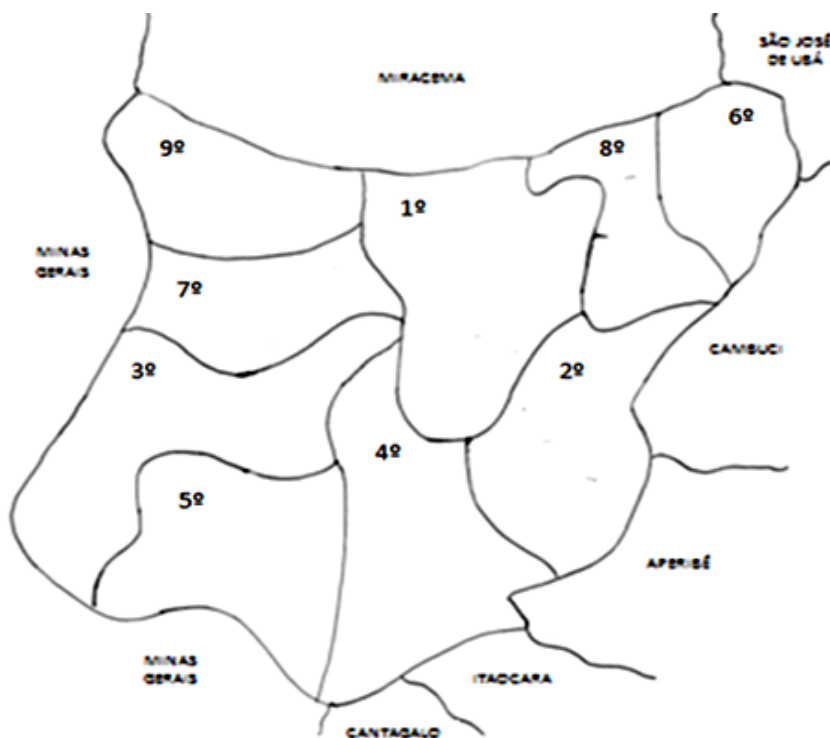 SÃO JOSÉ
DE UBÁ
MIRACEMA
6º
9º
8º
1º
MINAS
GERAIS
7º
CAMBUCI
3º
2º
4º
5º
APERIBÉ
MINAS
GERAIS
ITAOCARA
CANTAGALO